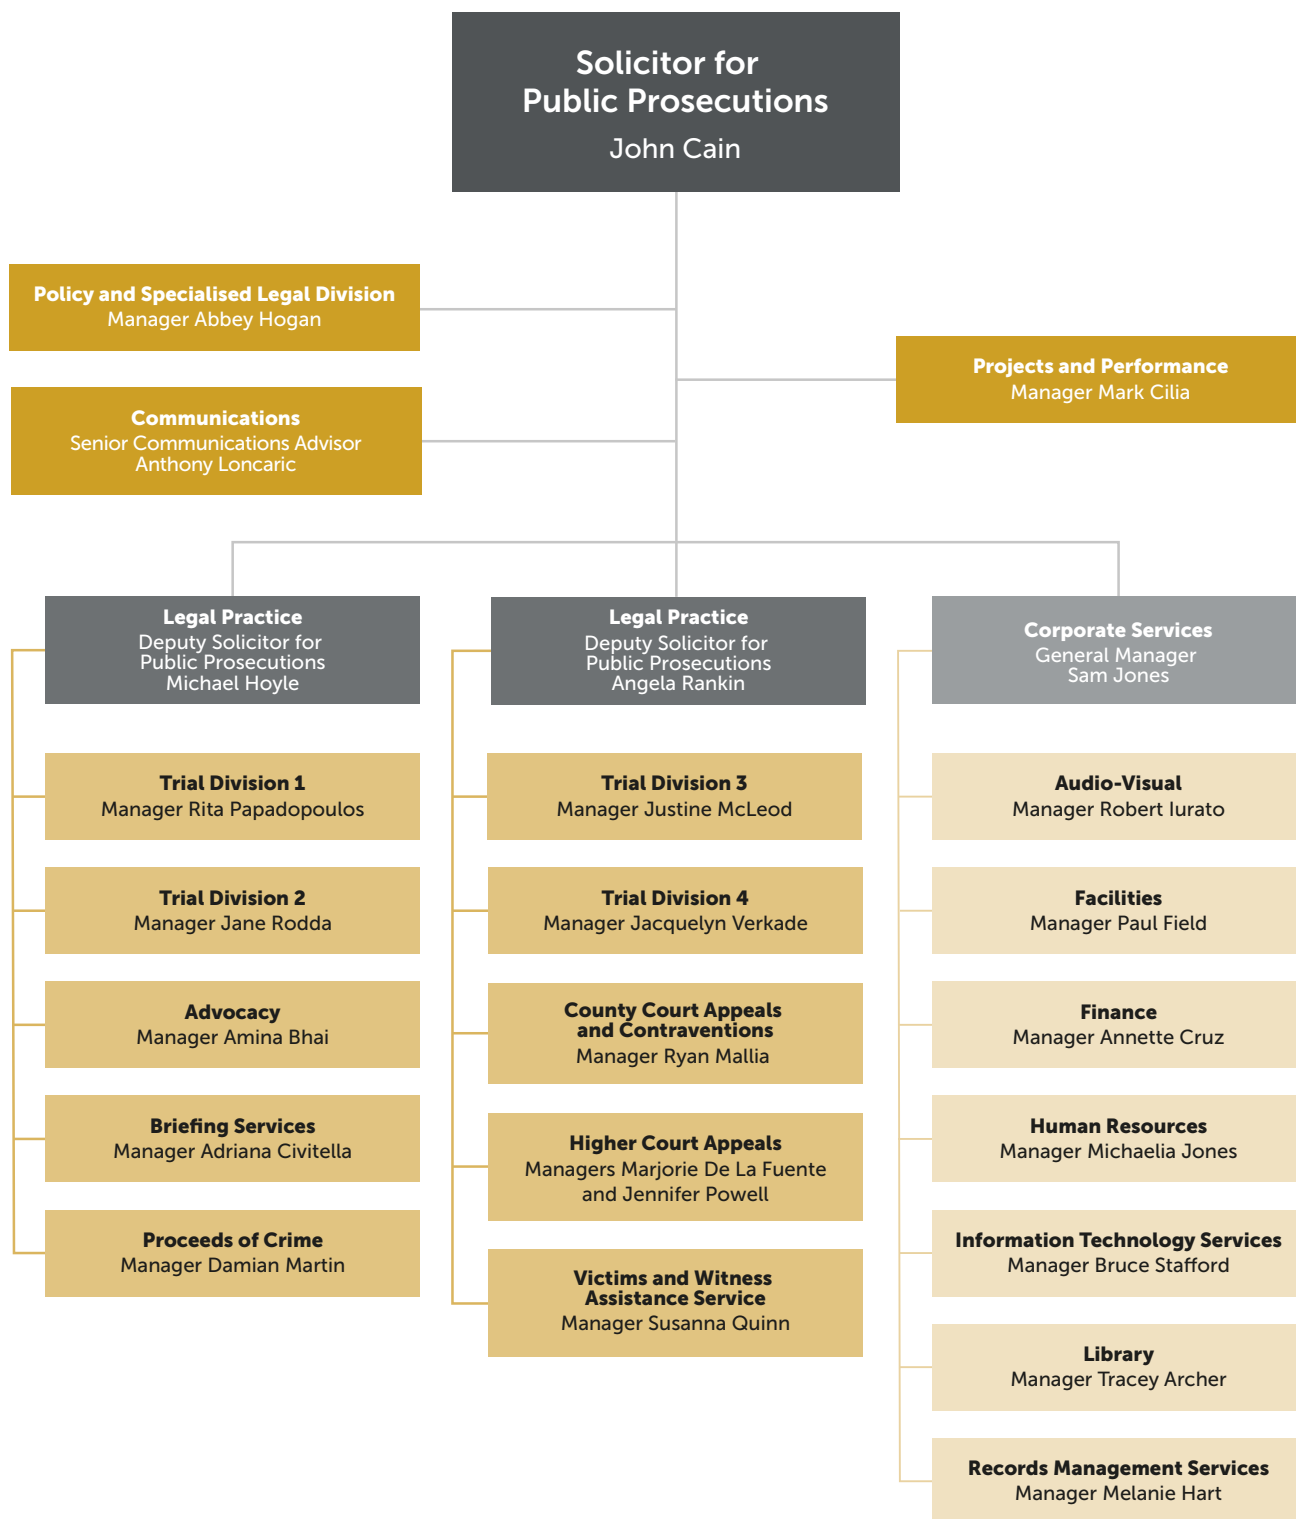 Solicitor for
Public Prosecutions
John Cain
Policy and Specialised Legal Division
Manager Abbey Hogan
Projects and Performance
Manager Mark Cilia
Communications
Senior Communications Advisor
Anthony Loncaric
Legal Practice
Deputy Solicitor for
Public Prosecutions
Michael Hoyle
Trial Division 1
Manager Rita Papadopoulos
Trial Division 2
Manager Jane Rodda
Advocacy
Manager Amina Bhai
Briefing Services
Manager Adriana Civitella
Proceeds of Crime
Manager Damian Martin
Legal Practice
Deputy Solicitor for
Public Prosecutions
Angela Rankin
Trial Division 3
Manager Justine McLeod
Trial Division 4
Manager Jacquelyn Verkade
County Court Appeals
and Contraventions
Manager Ryan Mallia
Higher Court Appeals
Managers Marjorie De La Fuente
and Jennifer Powell
Victims and Witness
Assistance Service
Manager Susanna Quinn
Corporate Services
General Manager
Sam Jones
Audio-Visual
Manager Robert Iurato
Facilities
Manager Paul Field
Finance
Manager Annette Cruz
Human Resources
Manager Michaelia Jones
Information Technology Services
Manager Bruce Stafford
Library
Manager Tracey Archer
Records Management Services
Manager Melanie Hart